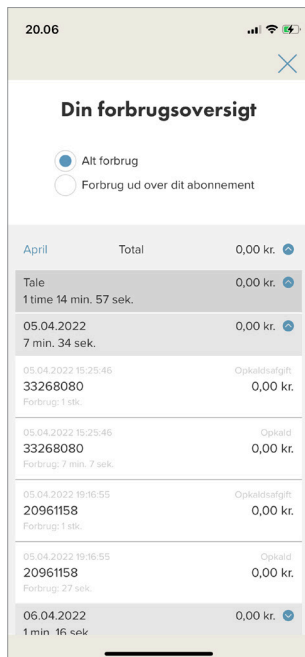 20.06
Din forbrugsoversigt
Alt forbrug
Forbrug ud over dit abonnement
April Total 0,00 kr.
Tale 0,00 kr.
1 time 14 min. 57 sek.
05.04.2022 0,00 kr.
7 min. 34 sek.
05.04.2022 15:25:46 Opkaldsafgift
33268080 0,00 kr.
Forbrug: 1 stk.
05.04.2022 15:25:46 Opkald
33268080 0,00 kr.
Forbrug: 7 min. 7 sek.
05.04.2022 19:16:55 Opkaldsafgift
20961158 0,00 kr.
Forbrug: 1 stk.
05.04.2022 19:16:55 Opkald
20961158 0,00 kr.
Forbrug: 27 sek.
06.04.2022 0,00 kr.
1 min. 16 sek